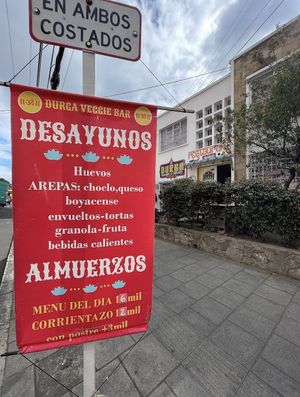 EN AMBOS
COSTADOS
DURGA VEGGIE BAR
DESAYUNOS
Huevos
AREPAS: choclo,queso
boyacense
envueltos-tortas
granola-fruta
bebidas calientes
ALMUERZOS
MENU DEL DIA 16mil
CORRIENTAZO 12mil
con postre +3mil
DURGA